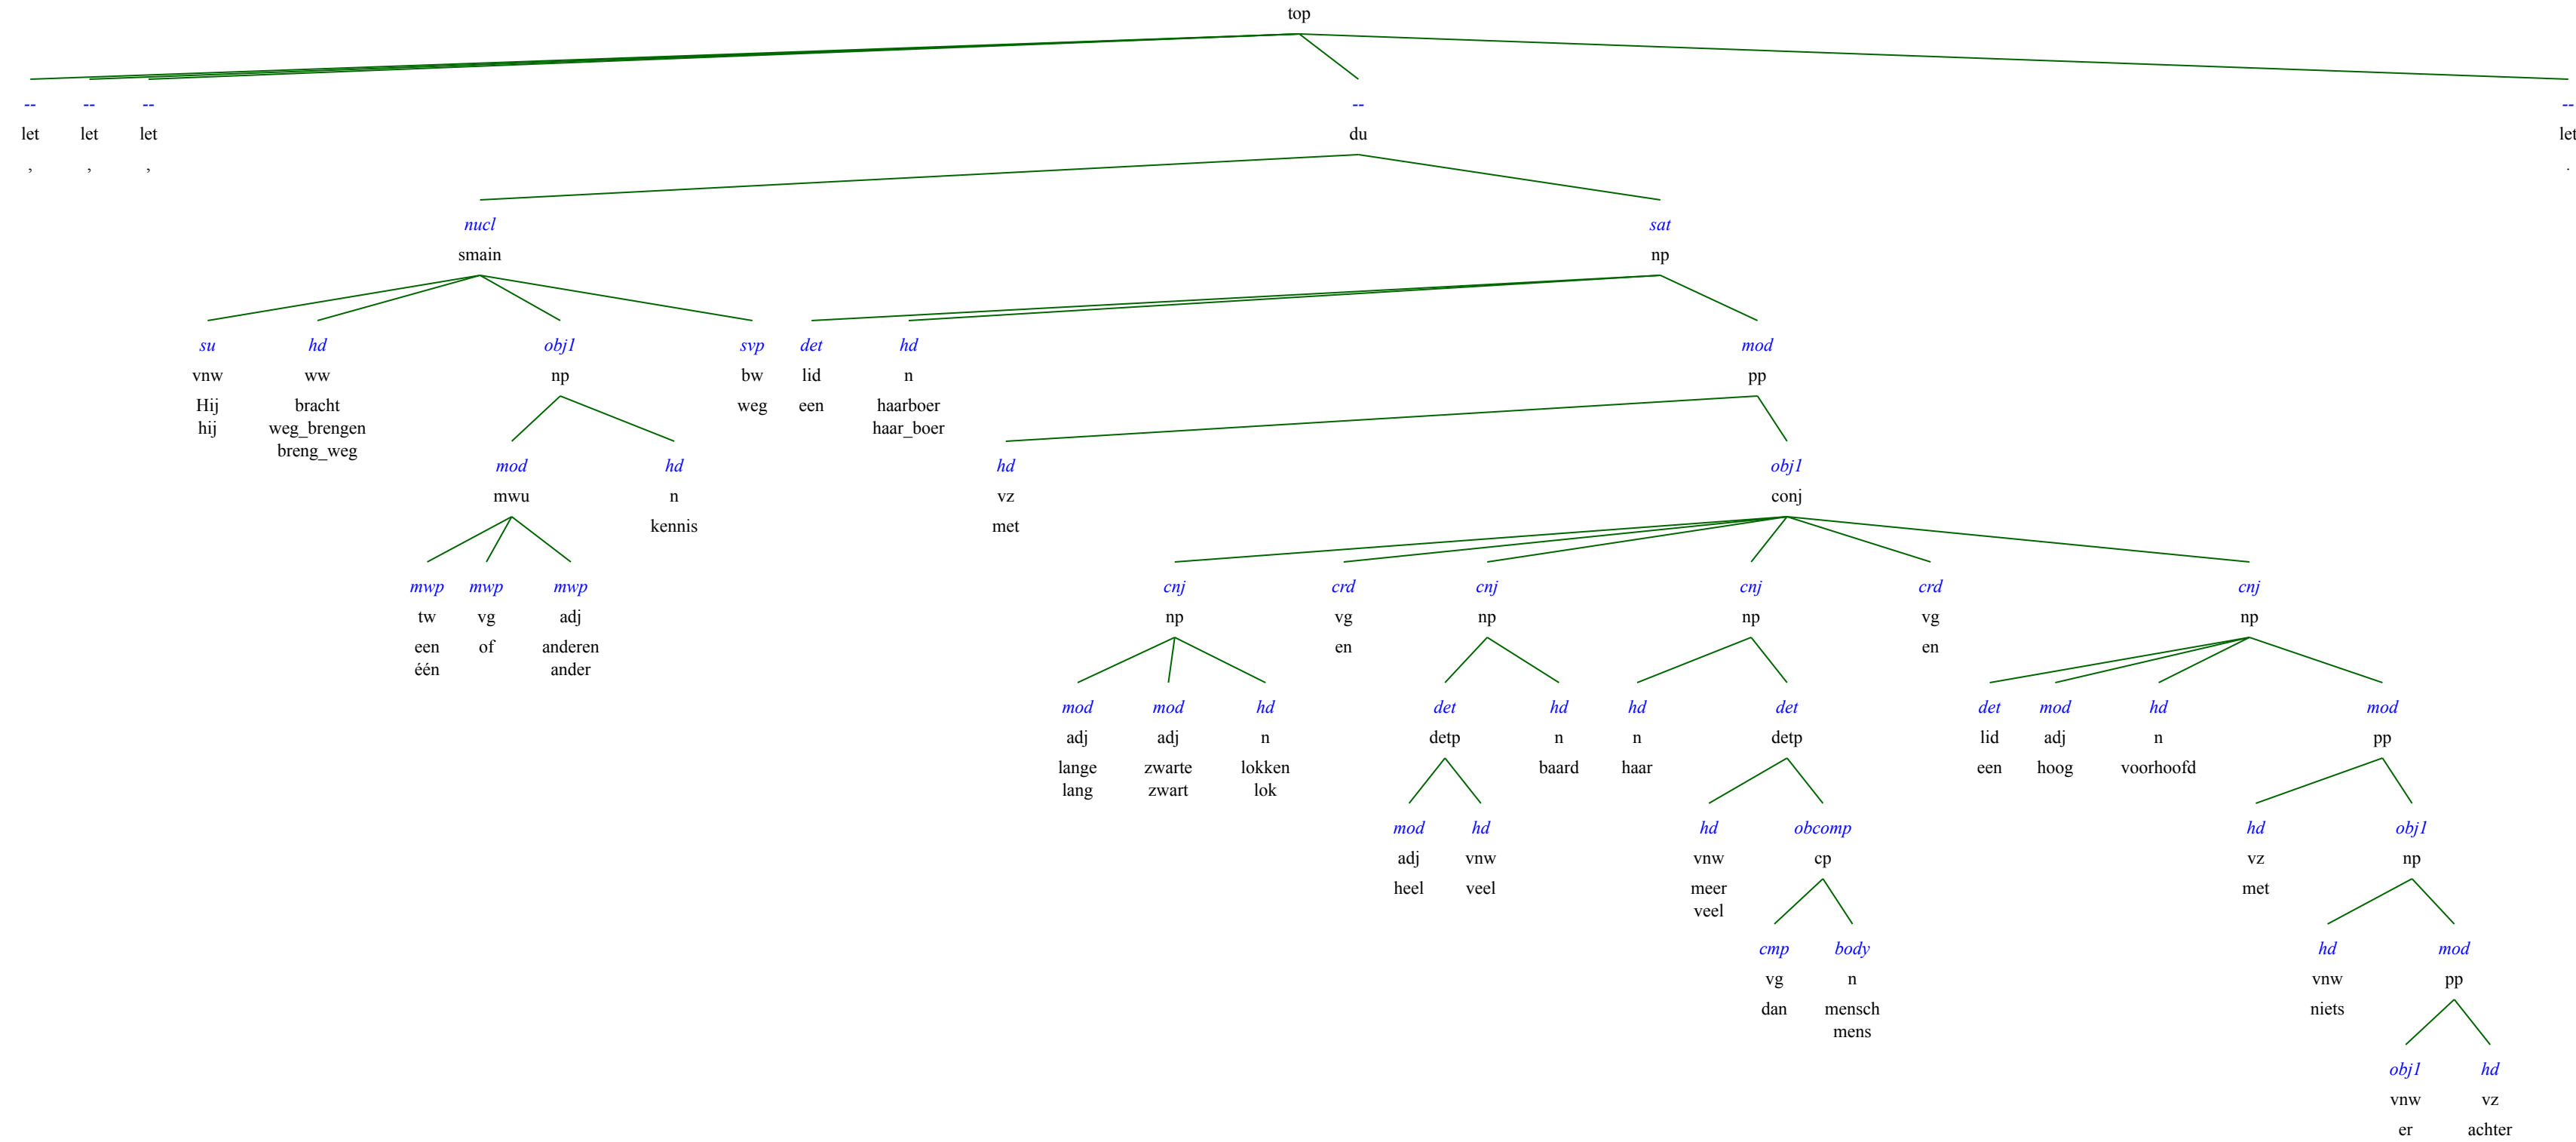 top
-- -- -- -- --
let let let du let
, , , .
nucl sat
smain np
su hd obj1 svp det hd mod
vnw ww np bw lid n pp
Hij bracht weg een haarboer
hij weg_brengen haar_boer
breng_weg
mod hd hd obj1
mwu n vz conj
kennis met
mwp mwp mwp cnj crd cnj cnj crd cnj
tw vg adj np vg np np vg np
een of anderen en en
één ander
mod mod hd det hd hd det det mod hd mod
adj adj n detp n n detp lid adj n pp
lange zwarte lokken baard haar een hoog voorhoofd
lang zwart lok
mod hd hd obcomp hd obj1
adj vnw vnw cp vz np
heel veel meer met
veel
cmp body hd mod
vg n vnw pp
dan mensch niets
mens
obj1 hd
vnw vz
er achter